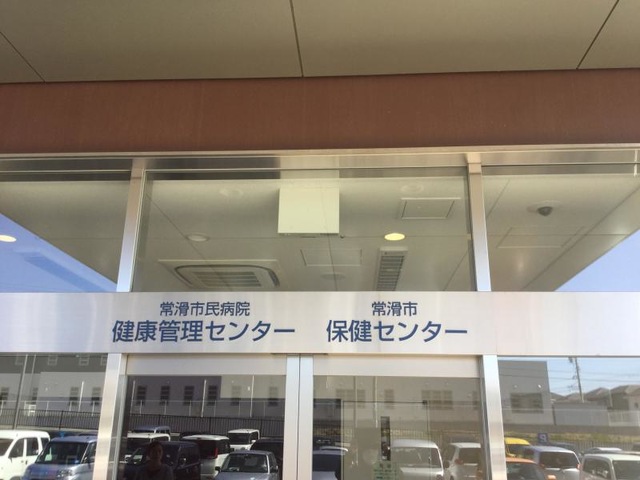 常滑市民病院
健康管理センター
常滑市
保健センター